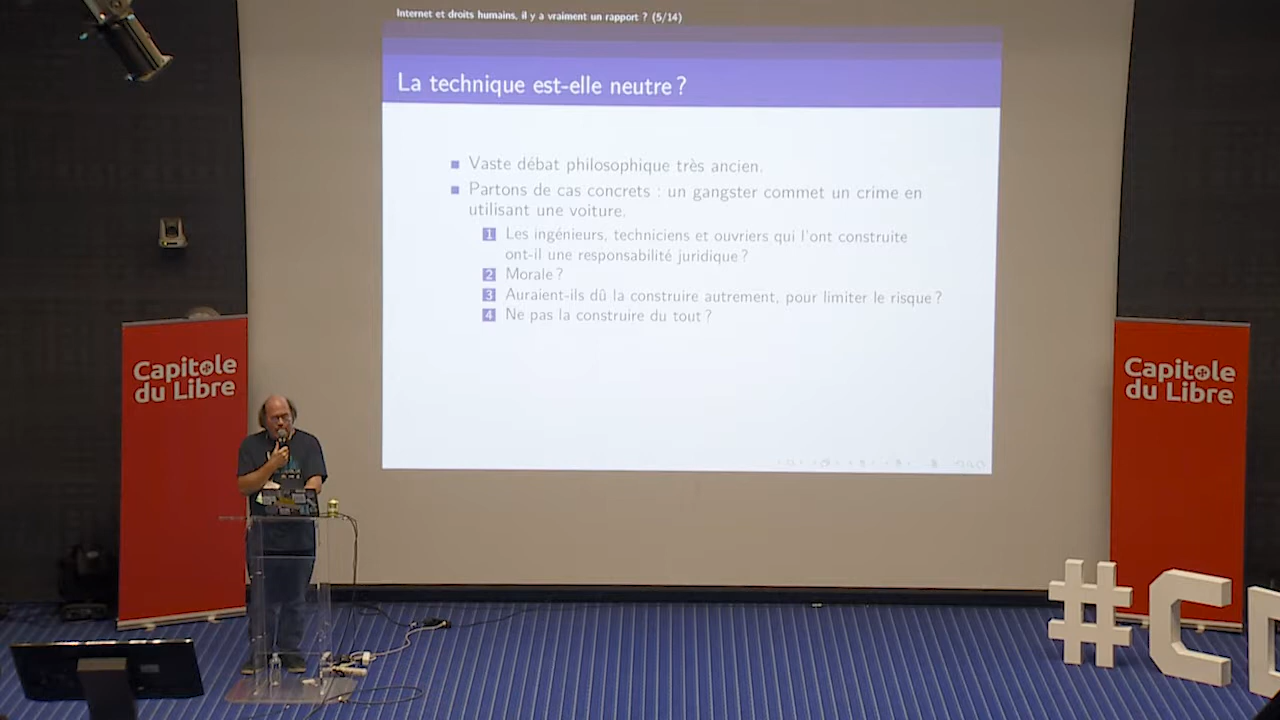 Internet et droits humains, il y a vraiment un rapport ? (5/14)
La technique est-elle neutre ?
Vaste débat philosophique très ancien.
Partons de cas concrets : un gangster commet un crime en
utilisant une voiture.
1 Les ingénieurs, techniciens et ouvriers qui l'ont construite
ont-il une responsabilité juridique ?
2 Morale ?
3 Auraient-ils dû la construire autrement, pour limiter le risque ?
4 Ne pas la construire du tout ?
Capitole
du Libre
Capitole
du Libre
#C